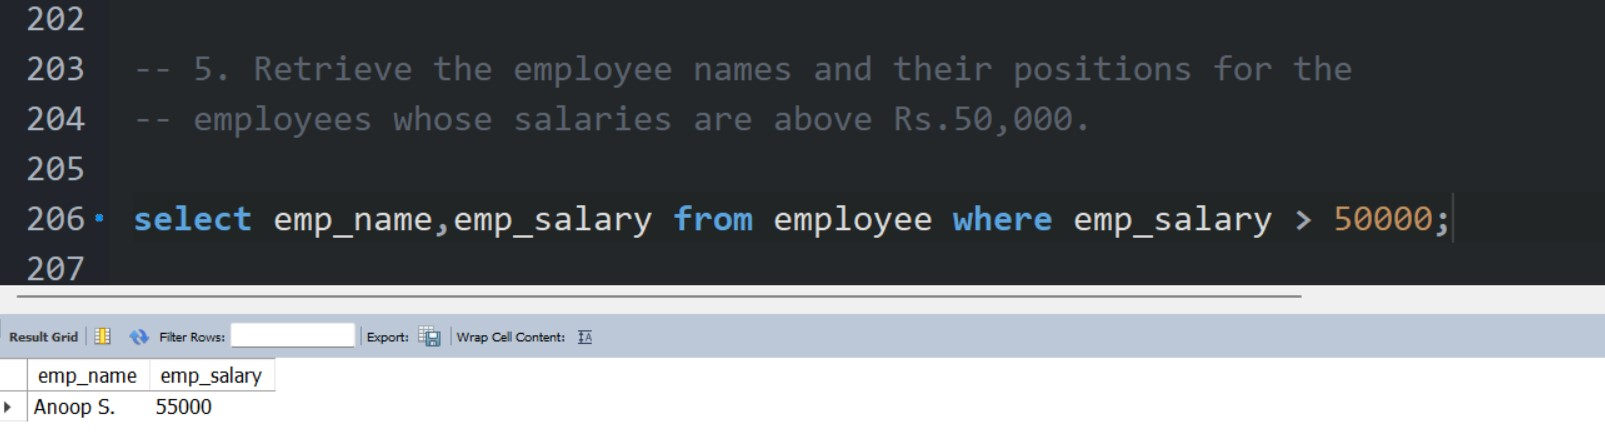 202
203 -- 5. Retrieve the employee names and their positions for the
204 -- employees whose salaries are above Rs.50,000.
205
206 select emp_name,emp_salary from employee where emp_salary > 50000;
207
Result Grid Filter Rows: Export: Wrap Cell Content:
emp_name emp_salary
Anoop S. 55000